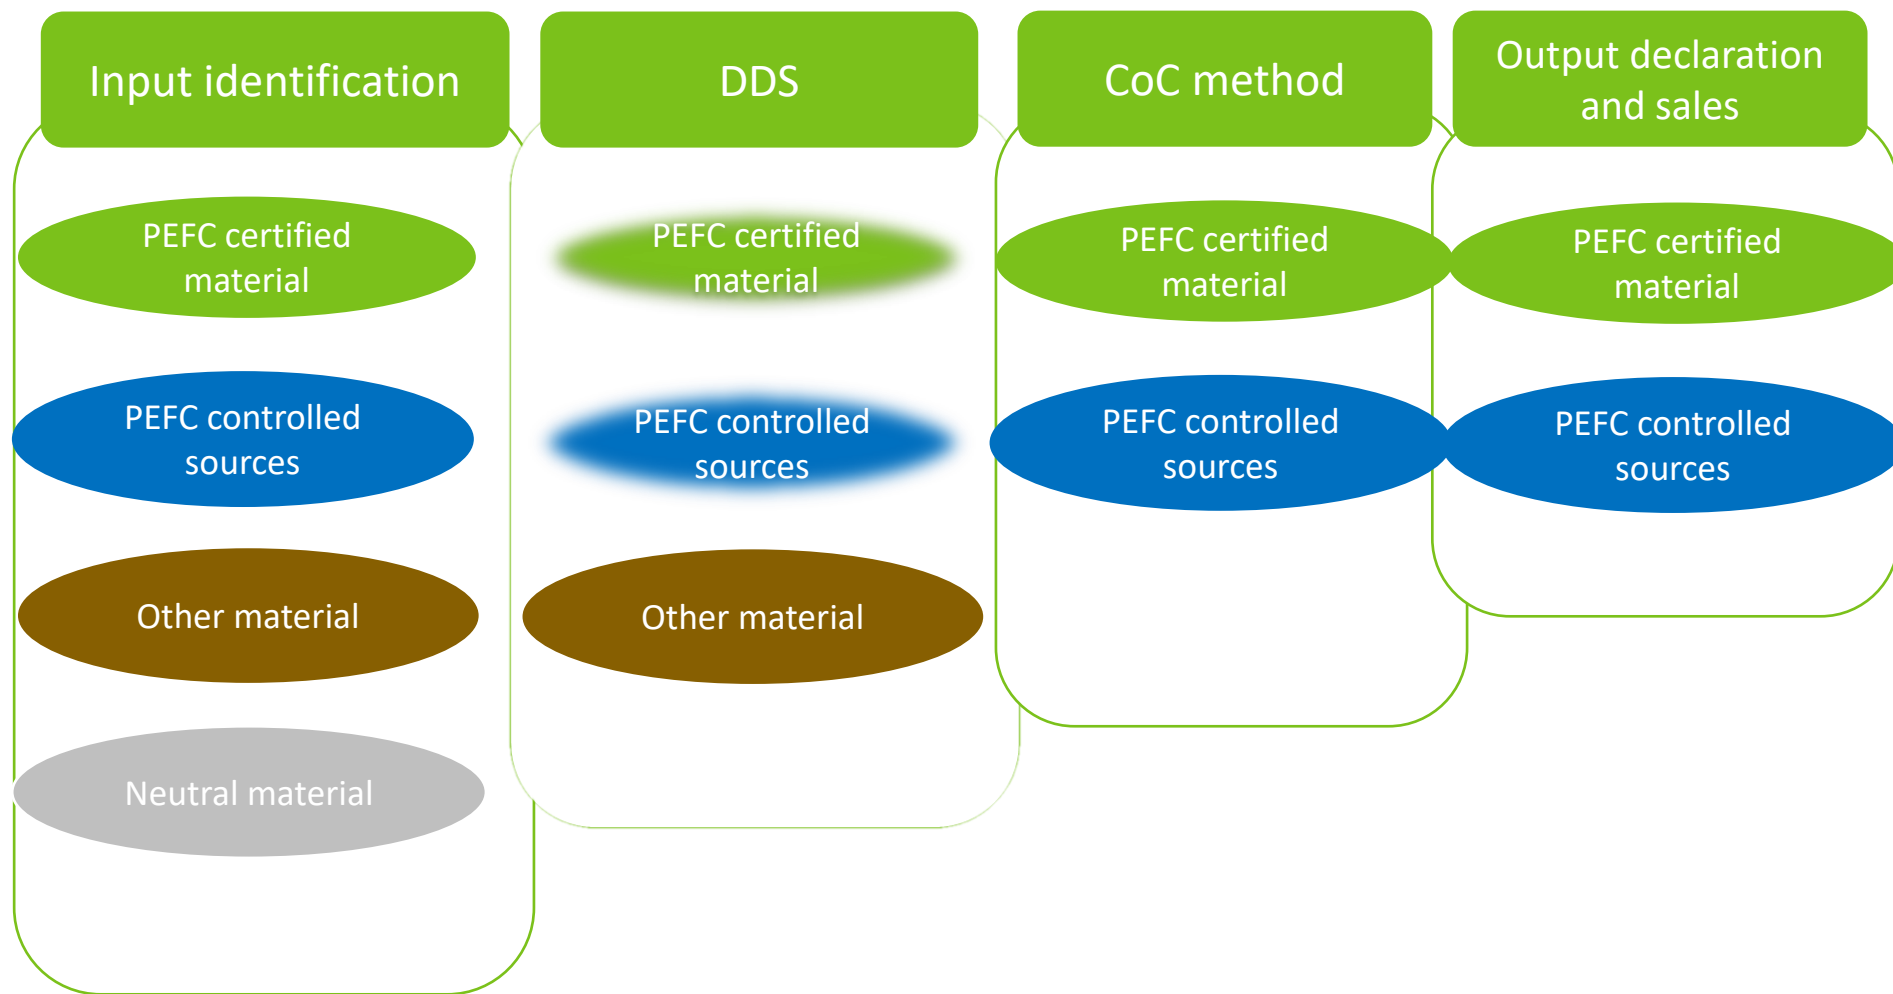 Input identification
PEFC certified
material
PEFC controlled
sources
Other material
Neutral material
DDS
PEFC certified
material
PEFC controlled
sources
Other material
CoC method
PEFC certified
material
PEFC controlled
sources
Output declaration
and sales
PEFC certified
material
PEFC controlled
sources